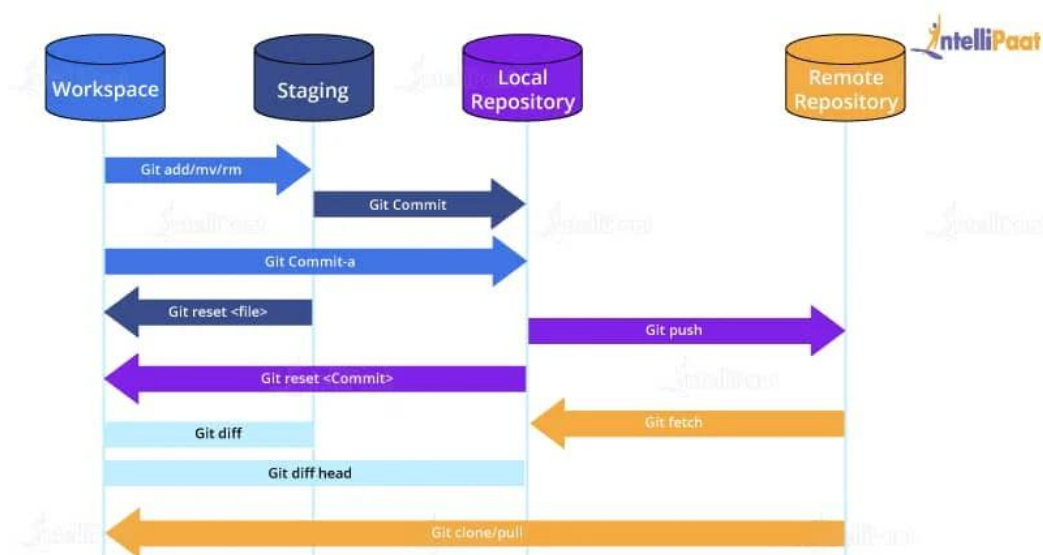 IntelliPaat
Workspace
Staging
Local
Repository
Remote
Repository
Git add/mv/rm
Git Commit
Git Commit-a
Git reset <file>
Git push
Git reset <Commit>
Git fetch
Git diff
Git diff head
Git clone/pull